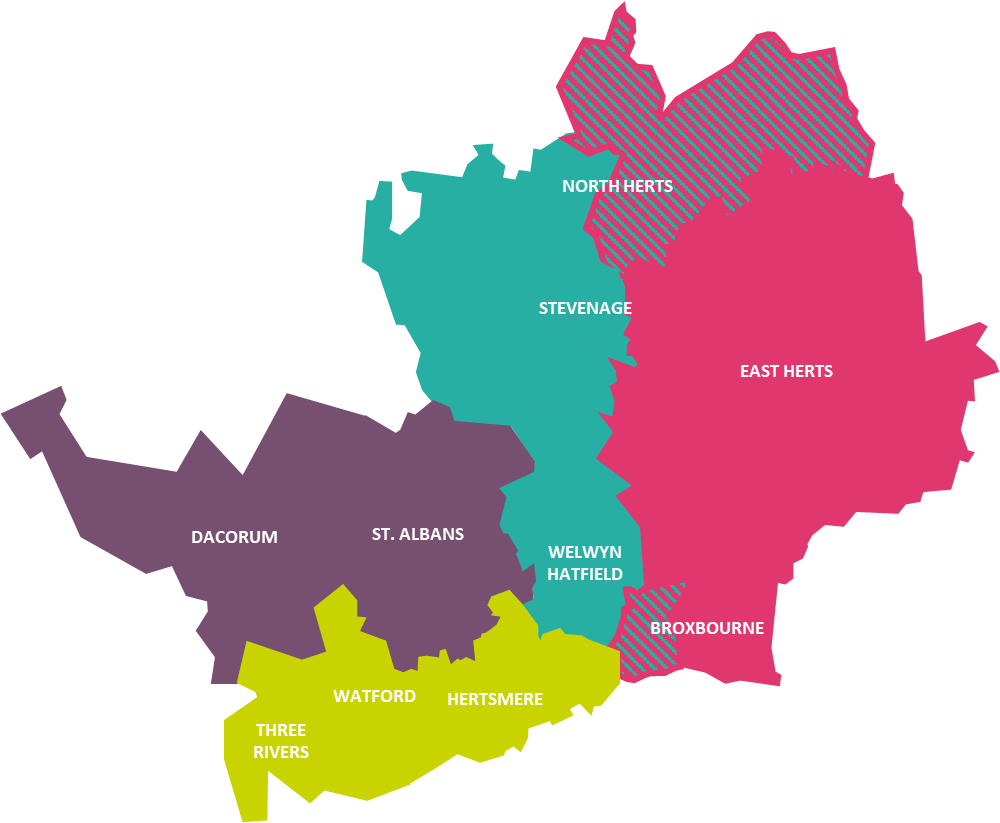 NORTH HERTS
STEVENAGE
EAST HERTS
DACORUM
ST. ALBANS
WELWYN
HATFIELD
BROXBOURNE
WATFORD
HERTSMERE
THREE
RIVERS